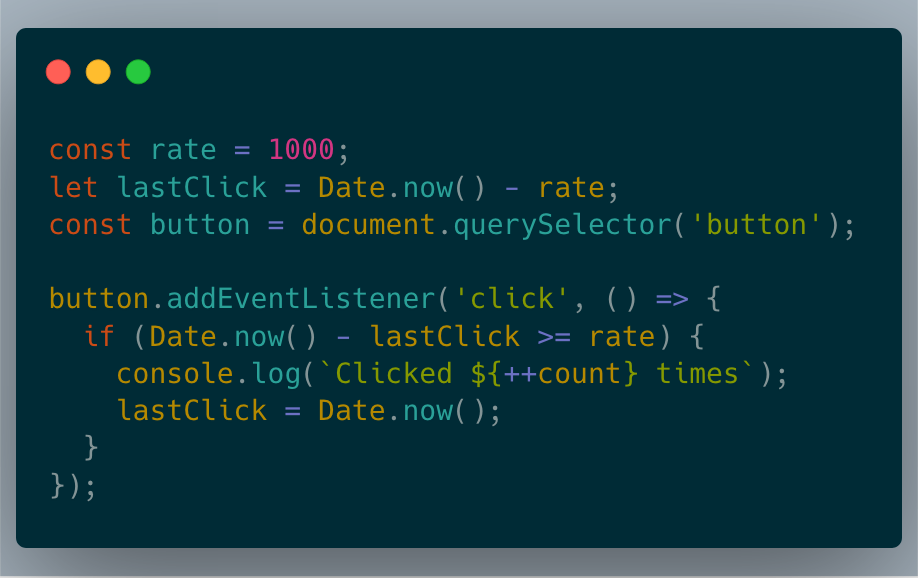 const rate = 1000;
let lastClick = Date.now() - rate;
const button = document.querySelector('button');

button.addEventListener('click', () => {
  if (Date.now() - lastClick >= rate) {
    console.log(`Clicked ${++count} times`);
    lastClick = Date.now();
  }
});